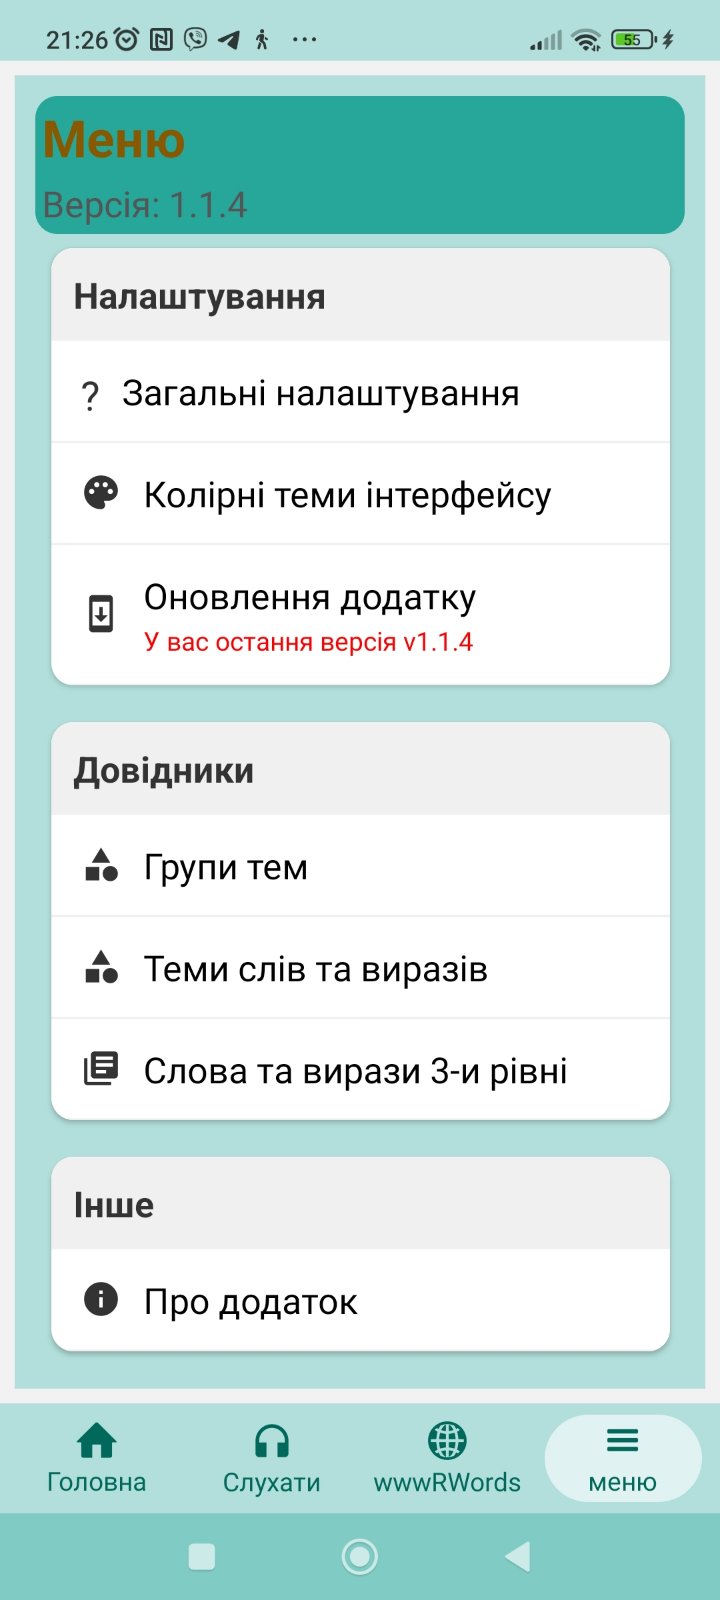 21:26
55
Меню
Версія: 1.1.4
Налаштування
? Загальні налаштування
Колірні теми інтерфейсу
Оновлення додатку
У вас остання версія v1.1.4
Довідники
Групи тем
Теми слів та виразів
Слова та вирази 3-и рівні
Інше
Про додаток
Головна
Слухати
wwwRWords
меню